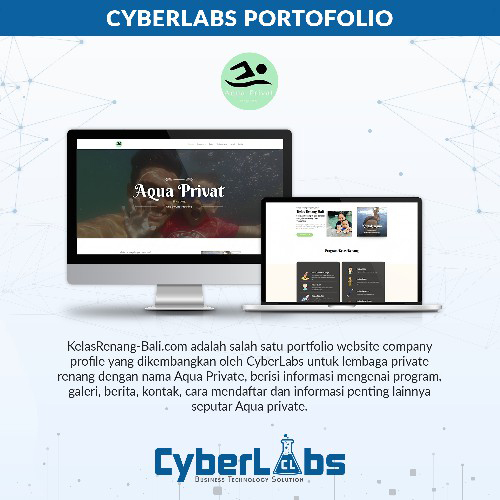 CYBERLABS PORTOFOLIO
Aqua Privat
Aqua Privat
KelasRenang-Bali.com adalah salah satu portfolio website company
profile yang dikembangkan oleh CyberLabs untuk lembaga private
renang dengan nama Aqua Private, berisi informasi mengenai program,
galeri, berita, kontak, cara mendaftar dan informasi penting lainnya
seputar Aqua private.
CyberLabs
Business Technology Solution